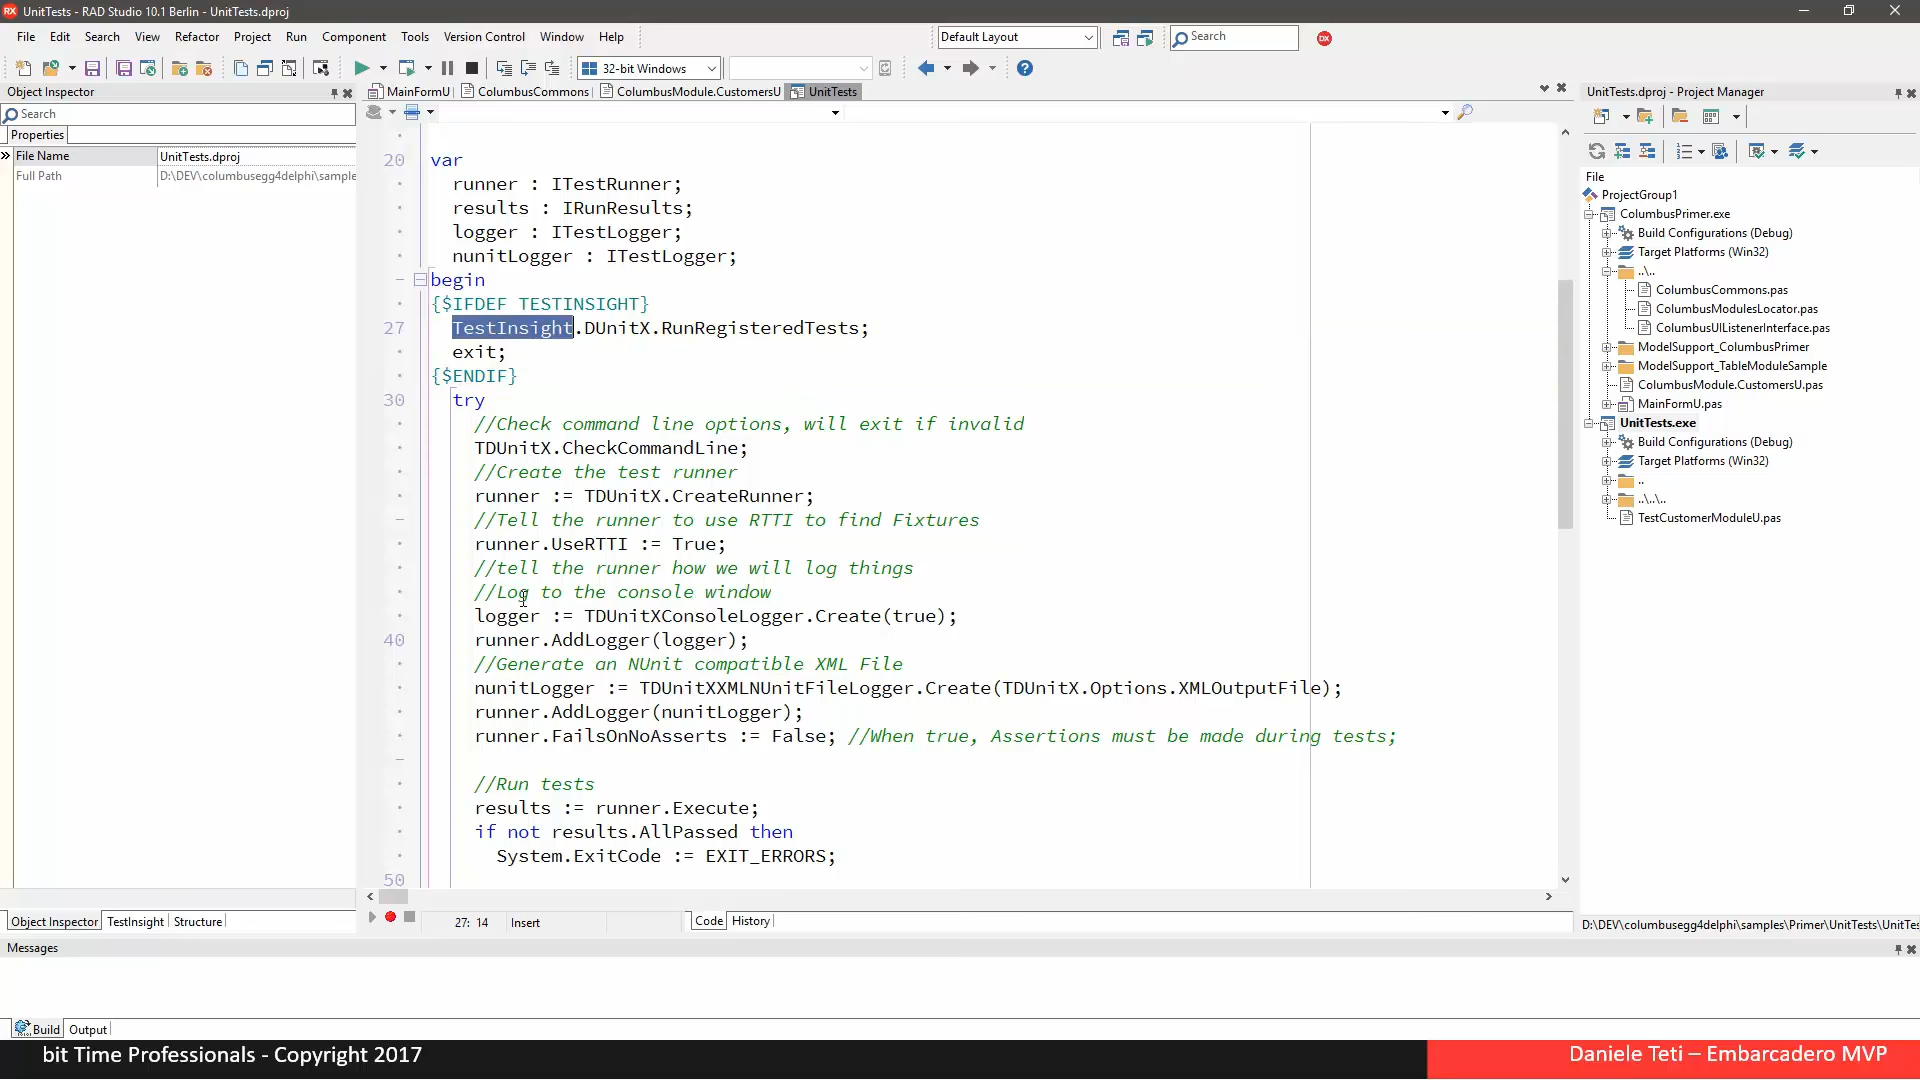 UnitTests - RAD Studio 10.1 Berlin - UnitTests.dproj
File Edit Search View Refactor Project Run Component Tools Version Control Window Help
Default Layout
Search
32-bit Windows
Object Inspector
Search
Properties
File Name UnitTests.dproj
Full Path D:\DEV\columbusegg4delphi\sample
Object Inspector TestInsight Structure
MainFormU ColumbusCommons ColumbusModule.CustomersU UnitTests
20 var
runner : ITestRunner;
results : IRunResults;
logger : ITestLogger;
nunitLogger : ITestLogger;
begin
{$IFDEF TESTINSIGHT}
27 TestInsight.DUnitX.RunRegisteredTests;
exit;
{$ENDIF}
30 try
//Check command line options, will exit if invalid
TDUnitX.CheckCommandLine;
//Create the test runner
runner := TDUnitX.CreateRunner;
//Tell the runner to use RTTI to find Fixtures
runner.UseRTTI := True;
//tell the runner how we will log things
//Log to the console window
logger := TDUnitXConsoleLogger.Create(true);
40 runner.AddLogger(logger);
//Generate an NUnit compatible XML File
nunitLogger := TDUnitXXMLNUnitFileLogger.Create(TDUnitX.Options.XMLOutputFile);
runner.AddLogger(nunitLogger);
runner.FailsOnNoAsserts := False; //When true, Assertions must be made during tests;
//Run tests
results := runner.Execute;
if not results.AllPassed then
System.ExitCode := EXIT_ERRORS;
50
27: 14 Insert
Code History
UnitTests.dproj - Project Manager
File
ProjectGroup1
ColumbusPrimer.exe
Build Configurations (Debug)
Target Platforms (Win32)
..\..
ColumbusCommons.pas
ColumbusModulesLocator.pas
ColumbusUIListenerInterface.pas
ModelSupport_ColumbusPrimer
ModelSupport_TableModuleSample
ColumbusModule.CustomersU.pas
MainFormU.pas
UnitTests.exe
Build Configurations (Debug)
Target Platforms (Win32)
..
..\..\..
TestCustomerModuleU.pas
D:\DEV\columbusegg4delphi\samples\Primer\UnitTests\UnitTes
Messages
Build Output
bit Time Professionals - Copyright 2017
Daniele Teti – Embarcadero MVP